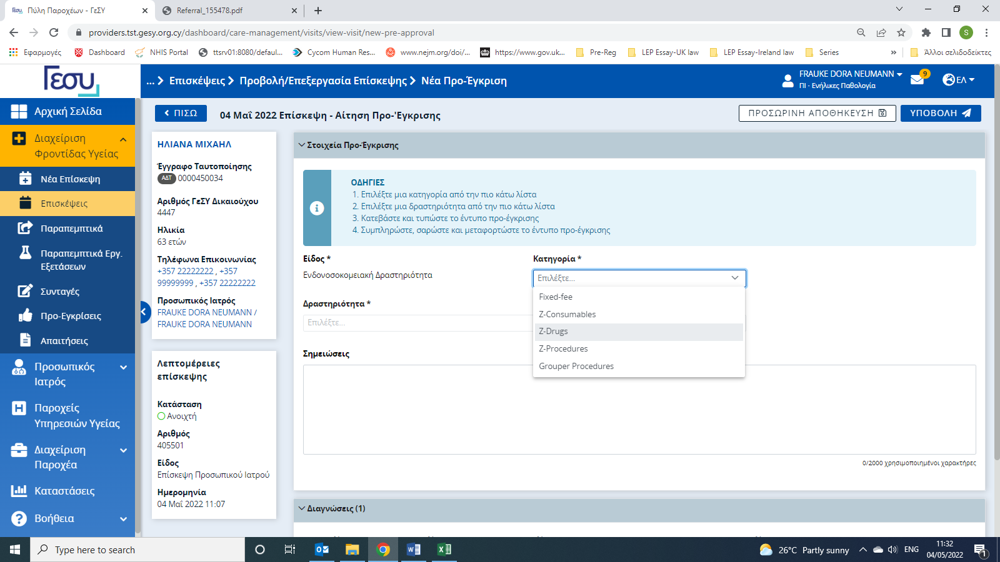 Πύλη Παροχέων - ΓεΣΥ
Referral_155478.pdf
providers.tst.gesy.org.cy/dashboard/care-management/visits/view-visit/new-pre-approval
S
Εφαρμογές
Dashboard
NHIS Portal
ttsrv01:8080/defaul...
Cycom Human Res...
www.nejm.org/doi/...
https://www.gov.uk...
Pre-Reg
LEP Essay-UK law
LEP Essay-Ireland law
Series
»
Άλλοι σελιδοδείκτες
Γεσυ
... > Επισκέψεις > Προβολή/Επεξεργασία Επίσκεψης > Νέα Προ-Έγκριση
FRAUKE DORA NEUMANN
ΠΙ - Ενήλικες Παθολογία
9
ΕΛ
Αρχική Σελίδα
Διαχείριση
Φροντίδας Υγείας
Νέα Επίσκεψη
Επισκέψεις
Παραπεμπτικά
Παραπεμπτικά Εργ.
Εξετάσεων
Συνταγές
Προ-Εγκρίσεις
Απαιτήσεις
Προσωπικός
Ιατρός
Παροχείς
Υπηρεσιών Υγείας
Διαχείριση
Παροχέα
Καταστάσεις
Βοήθεια
ΠΙΣΩ
04 Μαΐ 2022 Επίσκεψη - Αίτηση Προ-'Εγκρισης
ΠΡΟΣΩΡΙΝΗ ΑΠΟΘΗΚΕΥΣΗ
ΥΠΟΒΟΛΗ
ΗΛΙΑΝΑ ΜΙΧΑΗΛ
Έγγραφο Ταυτοποίησης
ΑΔΤ 0000450034
Αριθμός ΓεΣΥ Δικαιούχου
4447
Ηλικία
63 ετών
Τηλέφωνα Επικοινωνίας
+357 22222222 , +357
99999999 , +357 22222222
Προσωπικός Ιατρός
FRAUKE DORA NEUMANN /
FRAUKE DORA NEUMANN
Λεπτομέρειες
επίσκεψης
Κατάσταση
Ανοιχτή
Αριθμός
405501
Είδος
Επίσκεψη Προσωπικού Ιατρού
Ημερομηνία
04 Μαΐ 2022 11:07
Στοιχεία Προ-Έγκρισης
ΟΔΗΓΙΕΣ
1. Επιλέξτε μια κατηγορία από την πιο κάτω λίστα
2. Επιλέξτε μια δραστηριότητα από την πιο κάτω λίστα
3. Κατεβάστε και τυπώστε το έντυπο προ-έγκρισης
4. Συμπληρώστε, σαρώστε και μεταφορτώστε το έντυπο προ-έγκρισης
Είδος *
Ενδονοσοκομειακή Δραστηριότητα
Κατηγορία *
Επιλέξτε...
Fixed-fee
Z-Consumables
Z-Drugs
Z-Procedures
Grouper Procedures
Δραστηριότητα *
Επιλέξτε...
Σημειώσεις
0/2000 χρησιμοποιημένοι χαρακτήρες
Διαγνώσεις (1)
Type here to search
26°C Partly sunny
ENG
11:32
04/05/2022
1